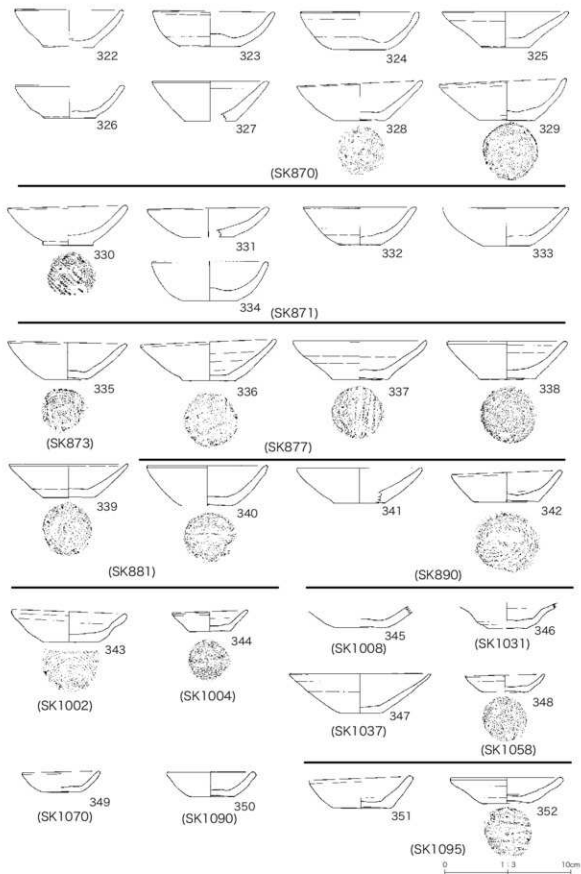 322 323 324 325
326 327 328 329
(SK870)
330 331 332 333
334
(SK871)
335 336 337 338
(SK873) (SK877)
339 340 341 342
(SK881) (SK890)
343 344 345 346
(SK1002) (SK1004) (SK1008) (SK1031)
347 348
(SK1037) (SK1058)
349 350 351 352
(SK1070) (SK1090) (SK1095)
0 1:3 10cm